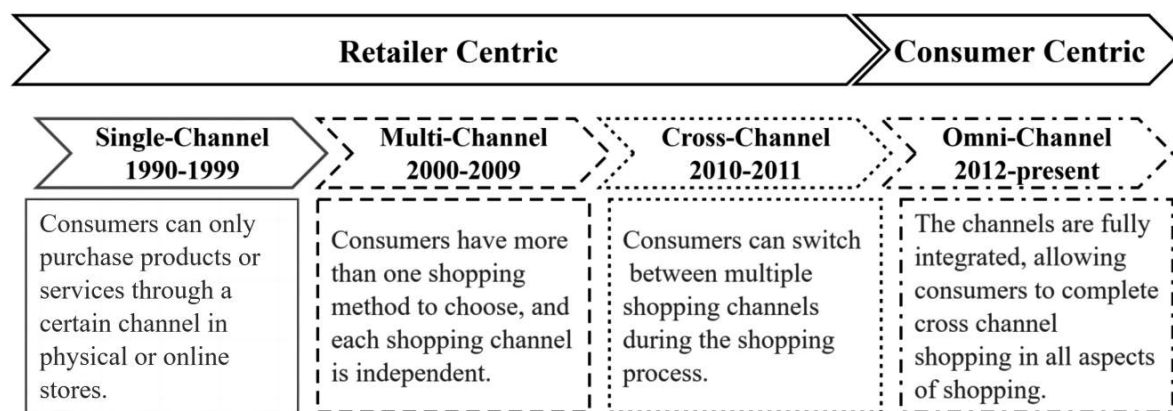 Retailer Centric
Consumer Centric
Single-Channel
1990-1999
Multi-Channel
2000-2009
Cross-Channel
2010-2011
Omni-Channel
2012-present
Consumers can only
purchase products or
services through a
certain channel in
physical or online
stores.
Consumers have more
than one shopping
method to choose, and
each shopping channel
is independent.
Consumers can switch
between multiple
shopping channels
during the shopping
process.
The channels are fully
integrated, allowing
consumers to complete
cross channel
shopping in all aspects
of shopping.